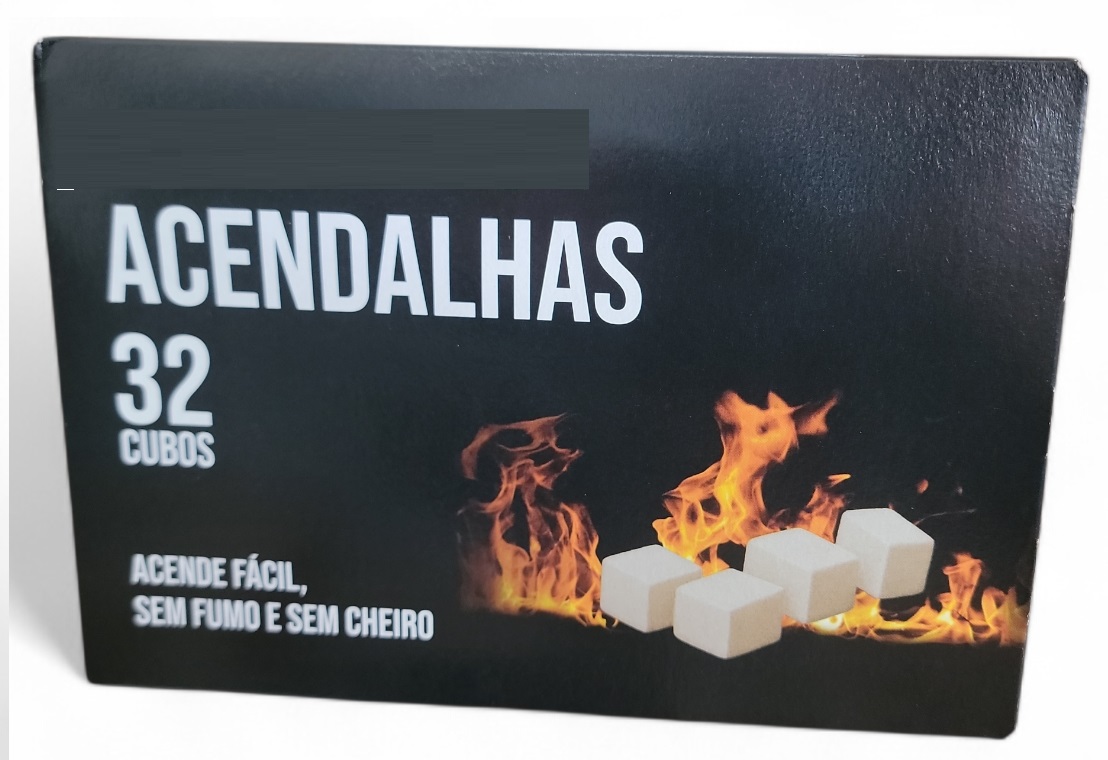 ACENDALHAS
32
CUBOS
ACENDE FÁCIL,
SEM FUMO E SEM CHEIRO